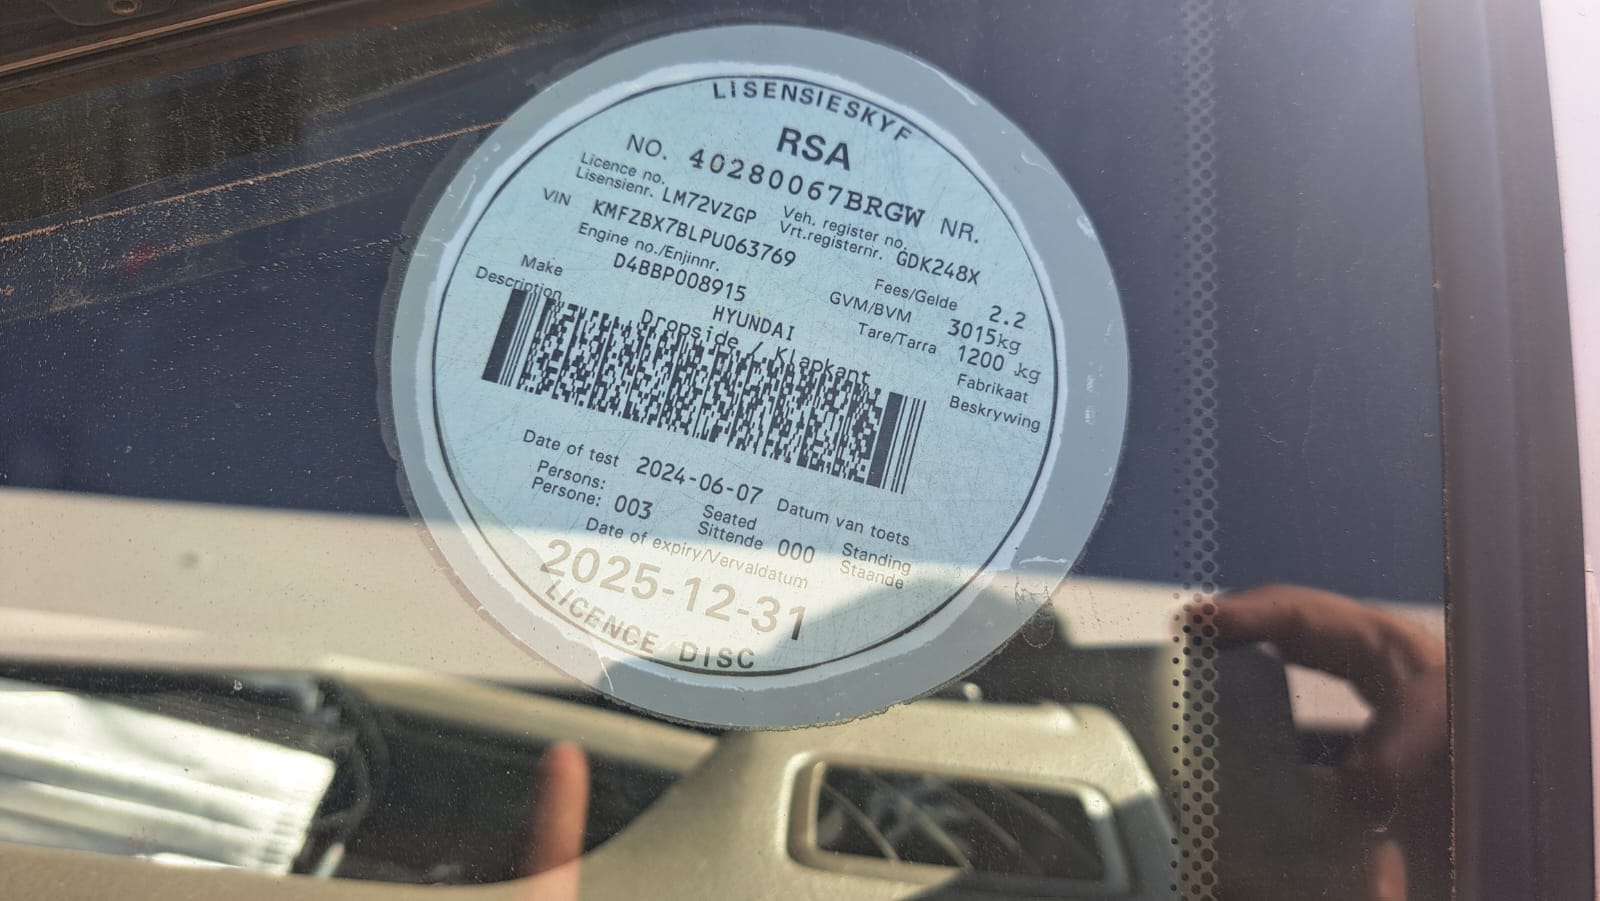 LISENSIESKYF
RSA
NO. 40280067BRGW NR.
Licence no. LM72VZGP Veh. register no. GDK248X
Lisensienr. Vrt.registernr.
VIN KMFZBX7BLPU063769 Fees/Gelde 2.2
Engine no./Enjinnr. GVM/BVM 3015kg
D4BBP008915 Tare/Tarra 1200 kg
Make HYUNDAI Fabrikaat
Description Dropside / Klapkant Beskrywing
Date of test 2024-06-07 Datum van toets
Persons: 003 Seated 000 Standing
Persone: Sittende Staande
Date of expiry/Vervaldatum
2025-12-31
LICENCE DISC